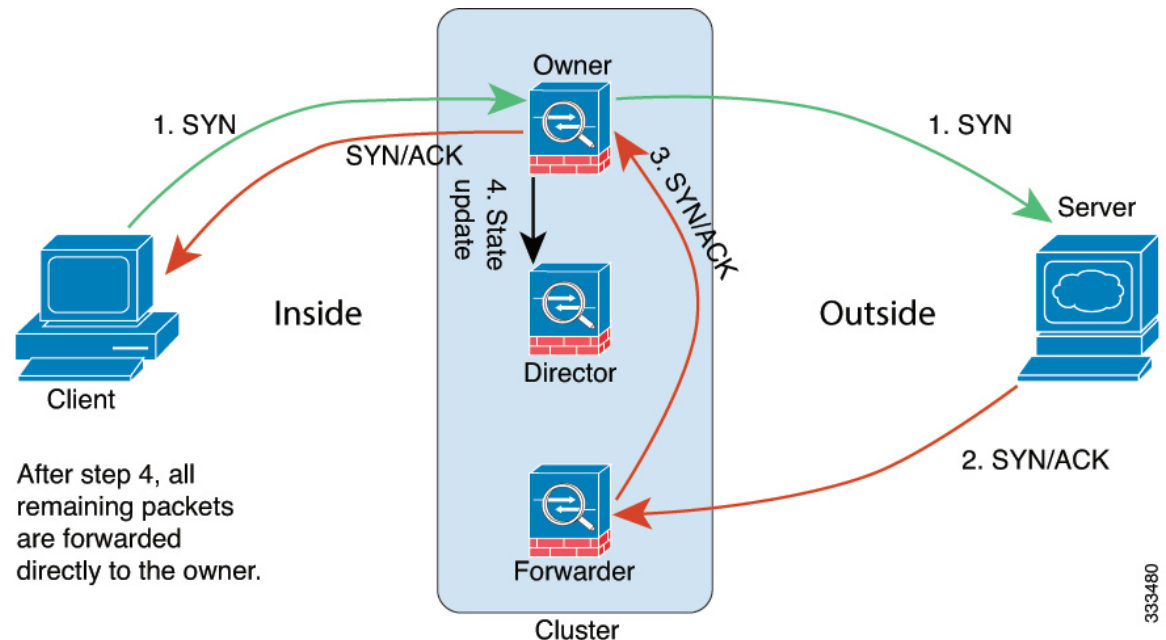 Owner
1. SYN
SYN/ACK
1. SYN
3. SYN/ACK
4. State
update
Server
Inside
Outside
Director
Client
2. SYN/ACK
After step 4, all
remaining packets
are forwarded
directly to the owner.
Forwarder
Cluster
333480